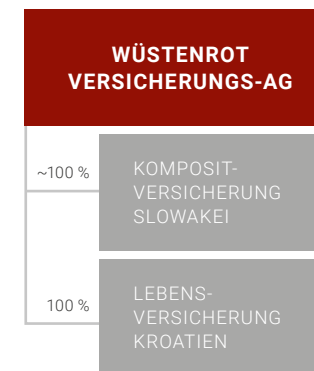 WÜSTENROT
VERSICHERUNGS-AG
~100 %
KOMPOSIT-
VERSICHERUNG
SLOWAKEI
100 %
LEBENS-
VERSICHERUNG
KROATIEN